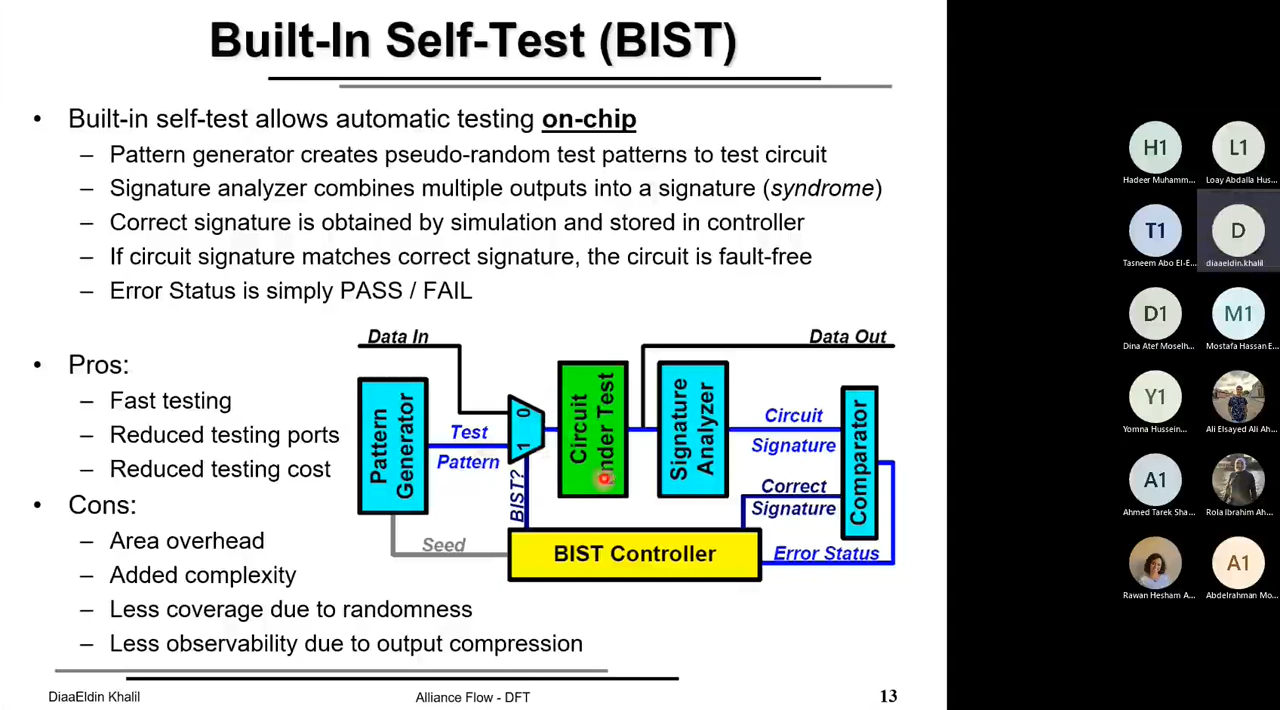 Built-In Self-Test (BIST)
• Built-in self-test allows automatic testing on-chip
– Pattern generator creates pseudo-random test patterns to test circuit
– Signature analyzer combines multiple outputs into a signature (syndrome)
– Correct signature is obtained by simulation and stored in controller
– If circuit signature matches correct signature, the circuit is fault-free
– Error Status is simply PASS / FAIL
• Pros:
– Fast testing
– Reduced testing ports
– Reduced testing cost
• Cons:
– Area overhead
– Added complexity
– Less coverage due to randomness
– Less observability due to output compression
Data In
Data Out
Pattern
Generator
Test
Pattern
0
1
BIST?
Circuit
Under Test
Signature
Analyzer
Circuit
Signature
Correct
Signature
Comparator
Seed
BIST Controller
Error Status
DiaaEldin Khalil
Alliance Flow - DFT
13
H1
Hadeer Muhamm...
L1
Loay Abdalla Hus...
T1
Tasneem Abo El-E...
D
diaaeldin.khalil
D1
Dina Atef Moselh...
M1
Mostafa Hassan E...
Y1
Yomna Hussein...
Ali Elsayed Ali Ah...
A1
Ahmed Tarek Sha...
Rola Ibrahim Ah...
Rawan Hesham A...
A1
Abdelrahman Mo...